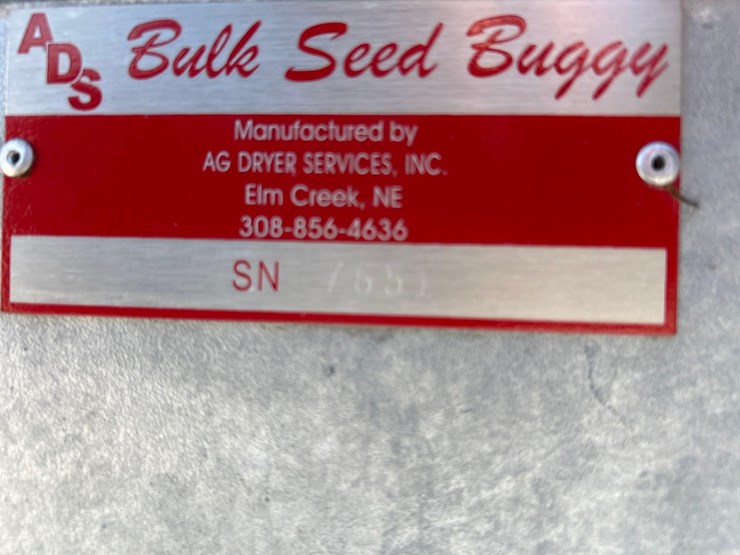 ADS Bulk Seed Buggy
Manufactured by
AG DRYER SERVICES, INC.
Elm Creek, NE
308-856-4636
SN